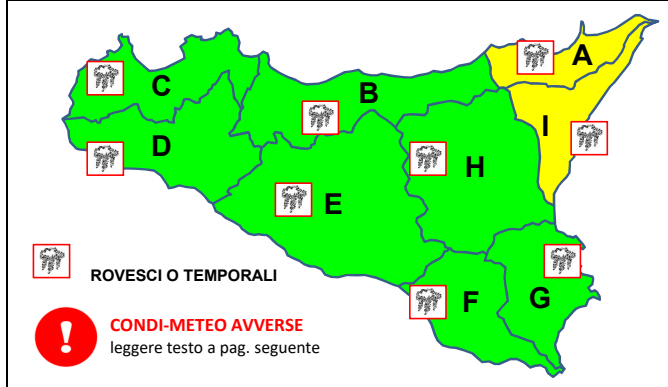 A
C
B
I
D
H
E
ROVESCI O TEMPORALI
F
G
CONDI-METEO AVVERSE
leggere testo a pag. seguente